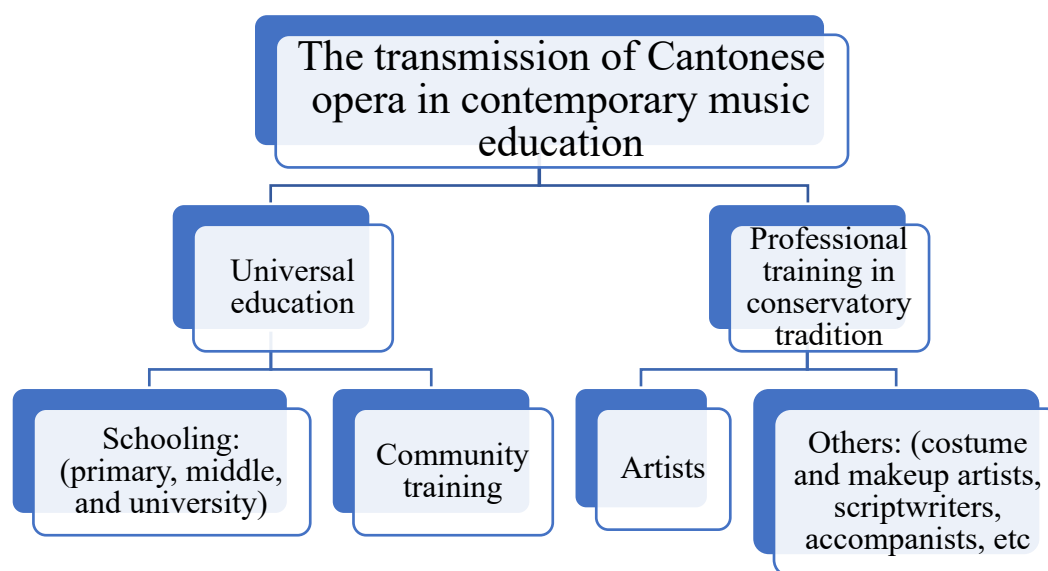 The transmission of Cantonese
opera in contemporary music
education
Universal
education
Professional
training in
conservatory
tradition
Schooling:
(primary, middle,
and university)
Community
training
Artists
Others: (costume
and makeup artists,
scriptwriters,
accompanists, etc